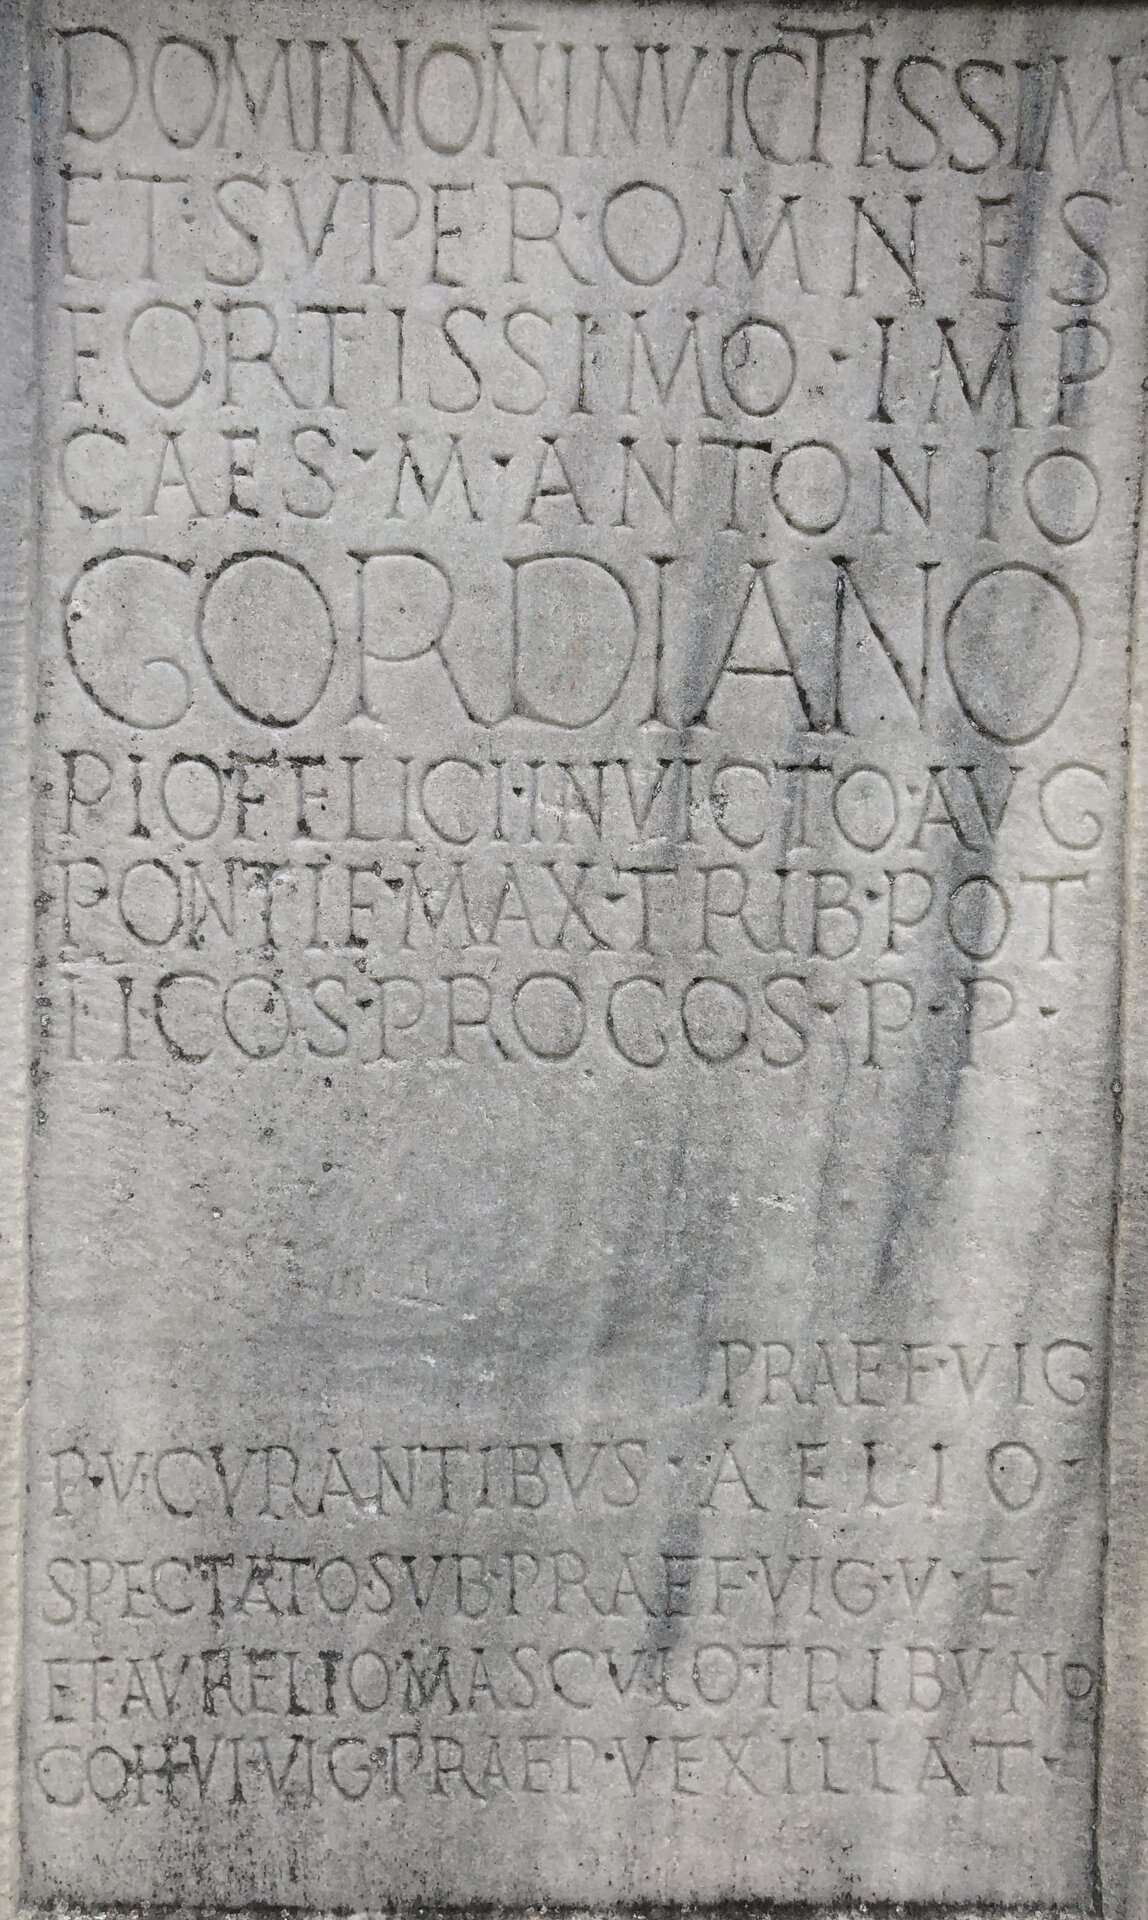 DOMINO N̄ INVICTISSIMO
ET·SVPER·OMNES
FORTISSIMO·IMP
CAES·M·ANTONIO
GORDIANO
PIO FELICI INVICTO·AVG
PONTIF·MAX·TRIB·POT
II·COS·PROCOS·P·P·
PRAEF·VIG
P·V·CVRANTIBVS·AELIO·
SPECTATO·SVB·PRAEF·VIG·V·E·
ET·AVRELIO MASCVLO·TRIBVNO
COH·VI·VIG·PRAEP·VEXILLAT·